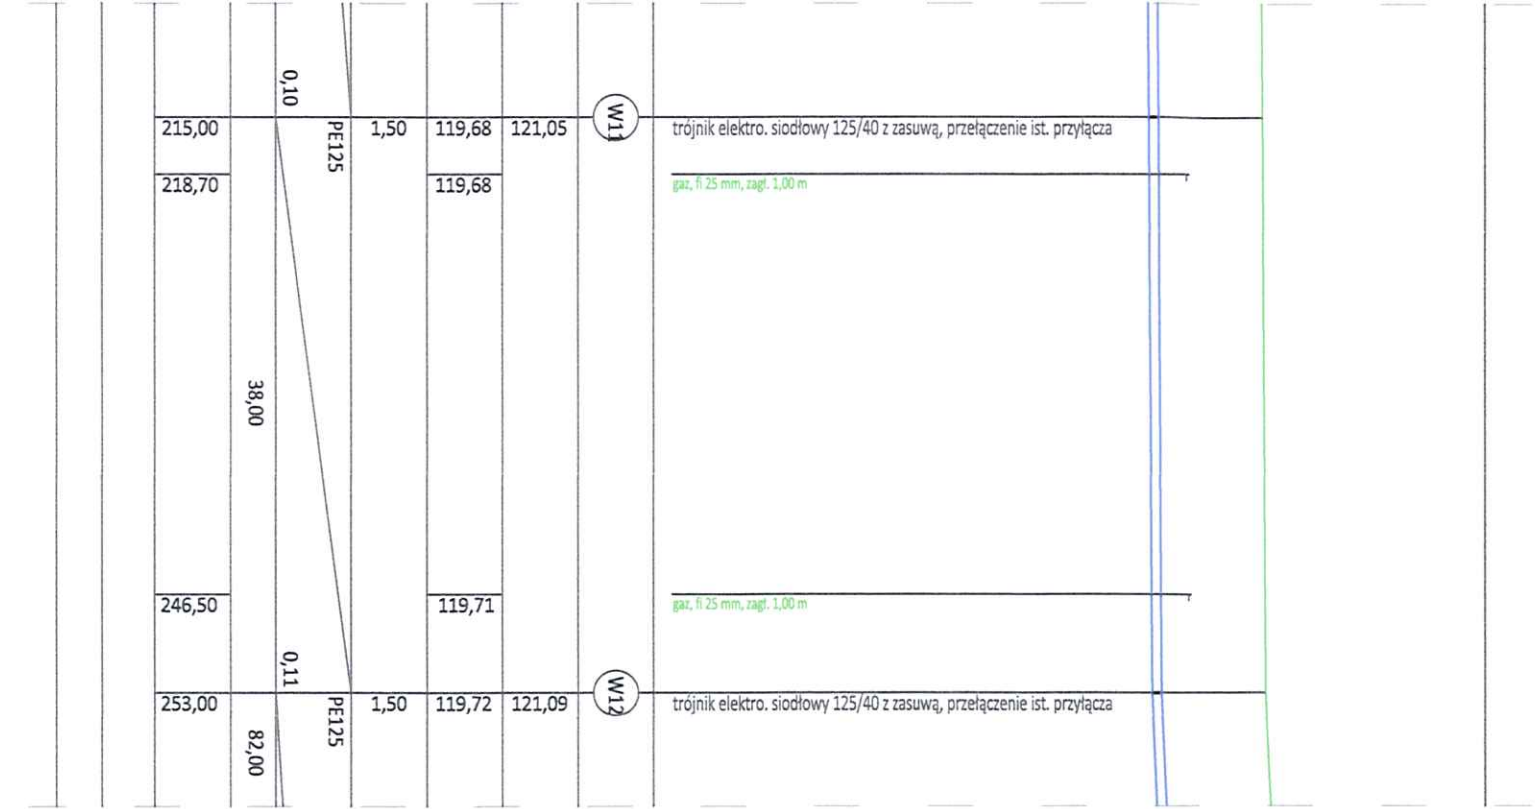 0,10
215,00 PE125 1,50 119,68 121,05 W11 trójnik elektro. siodłowy 125/40 z zasuwą, przełączenie ist. przyłącza
218,70 119,68 gaz, fi 25 mm, zagł. 1,00 m
38,00
246,50 119,71 gaz, fi 25 mm, zagł. 1,00 m
0,11
253,00 PE125 1,50 119,72 121,09 W12 trójnik elektro. siodłowy 125/40 z zasuwą, przełączenie ist. przyłącza
82,00